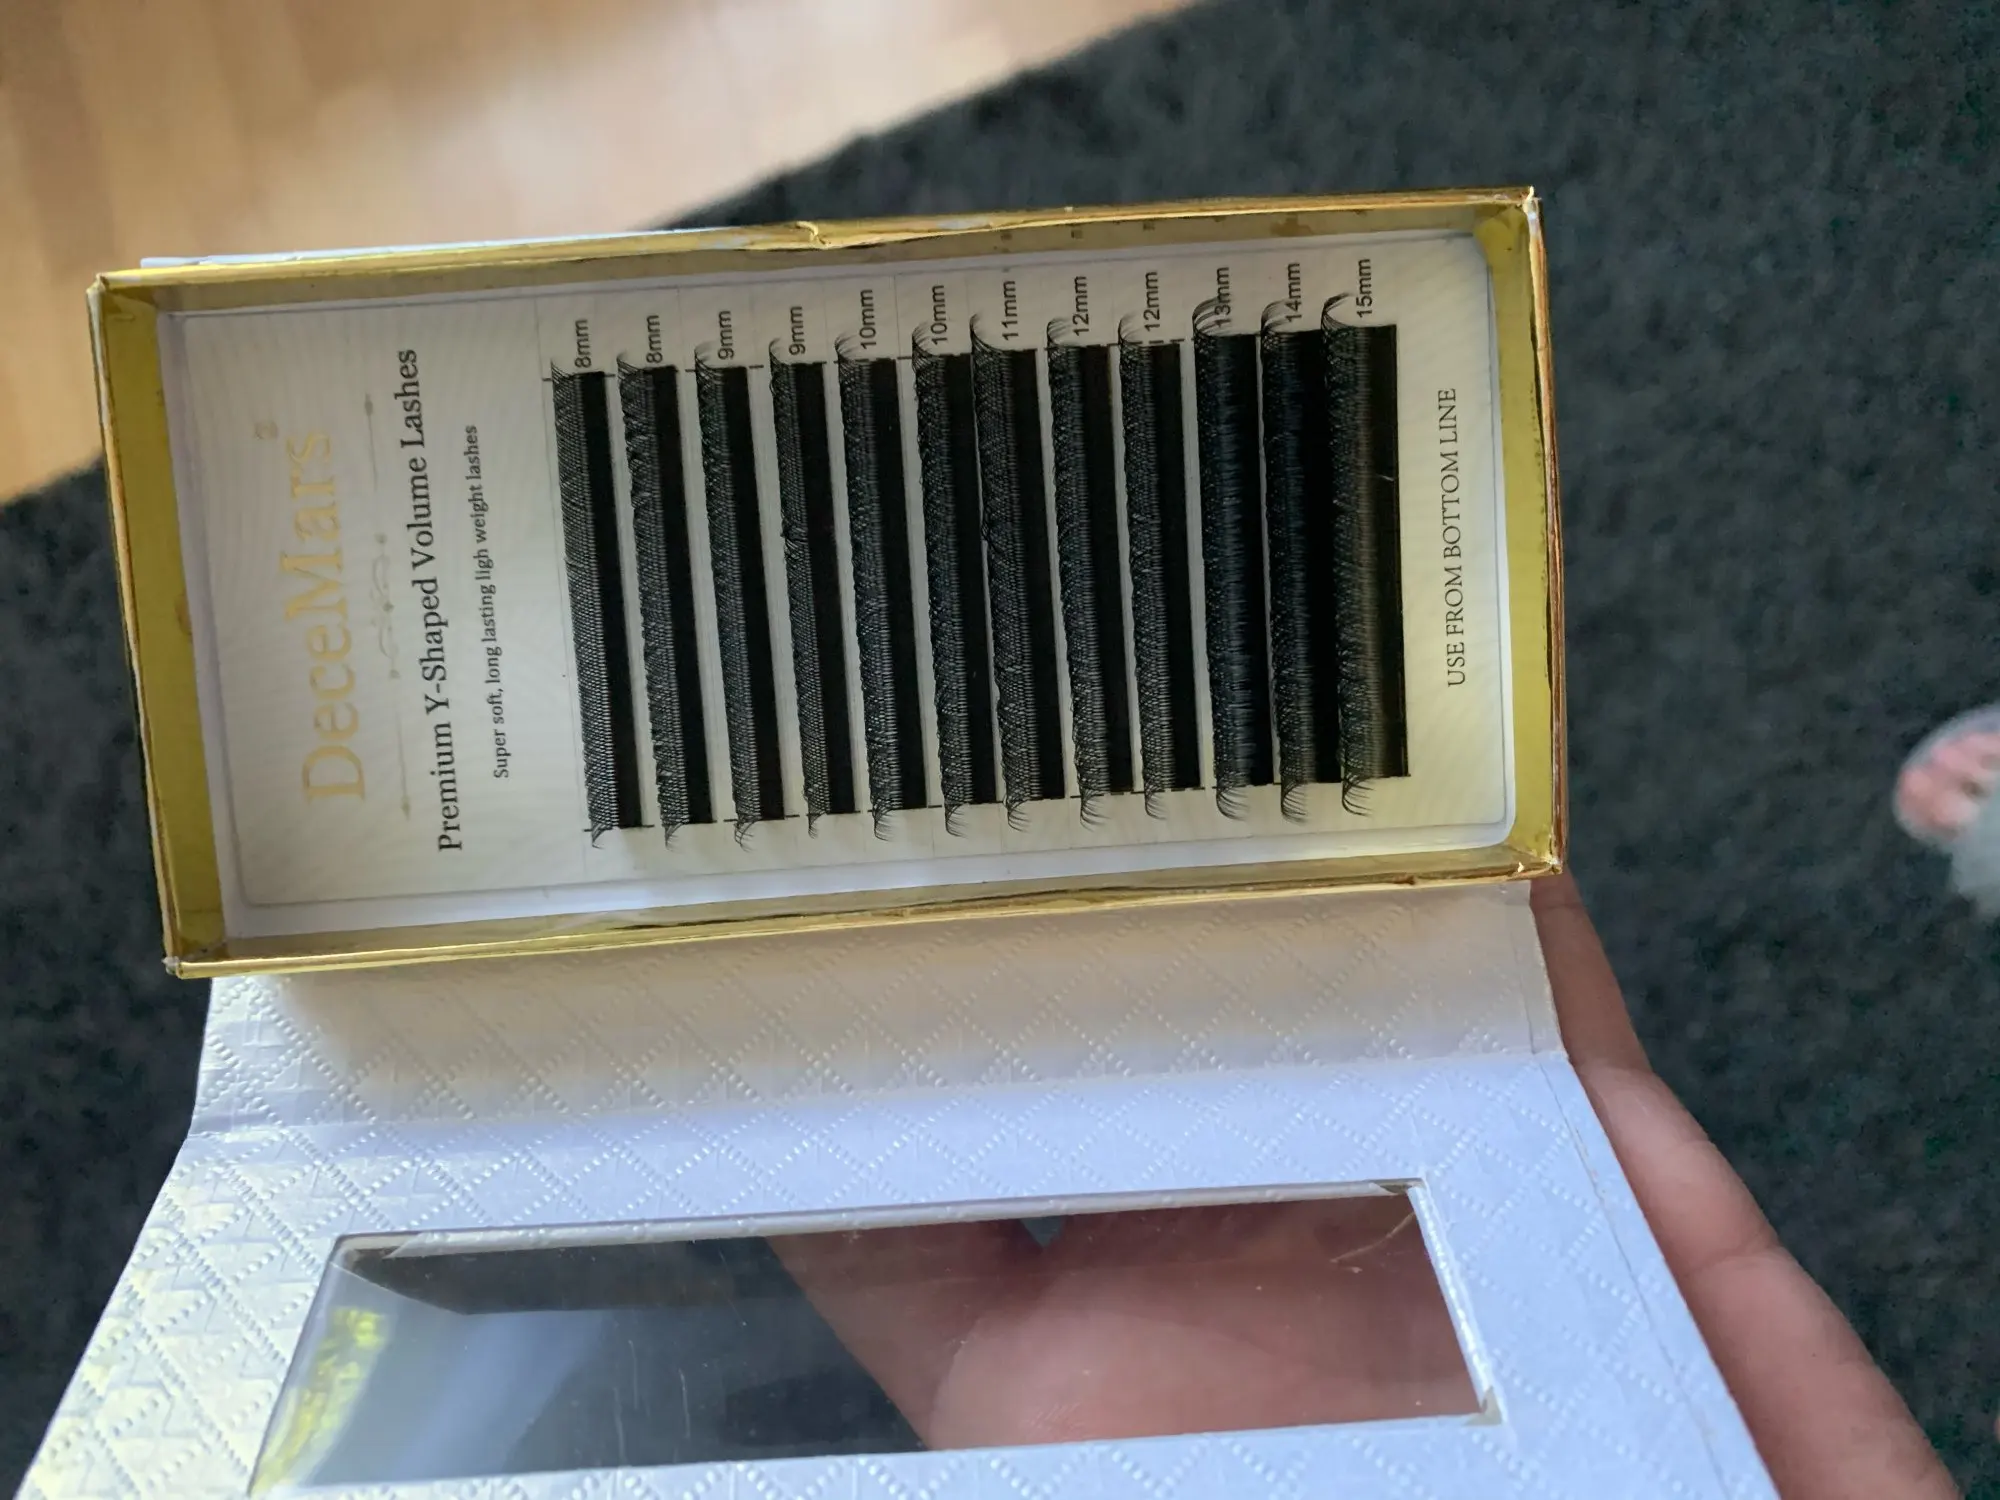 DeceMars
Premium Y-Shaped Volume Lashes
Super soft, long lasting ligh weight lashes
8mm
8mm
9mm
9mm
10mm
10mm
11mm
12mm
12mm
13mm
14mm
15mm
USE FROM BOTTOM LINE